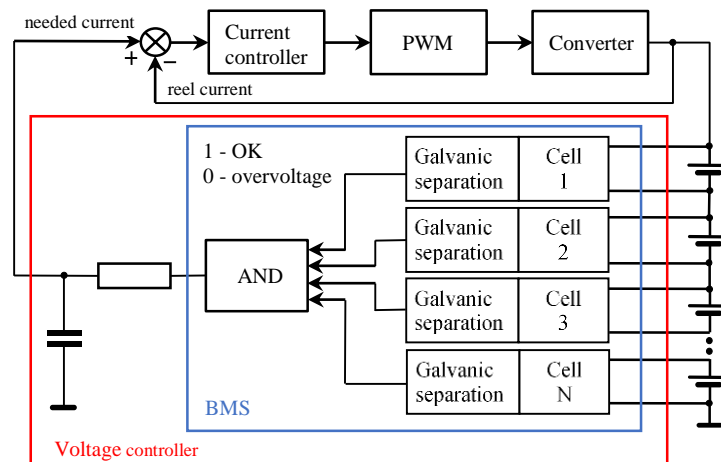 needed current
+
−
Current
controller
PWM
Converter
reel current
1 - OK
0 - overvoltage
Galvanic
separation
Cell
1
Galvanic
separation
Cell
2
AND
Galvanic
separation
Cell
3
Galvanic
separation
Cell
N
BMS
Voltage controller